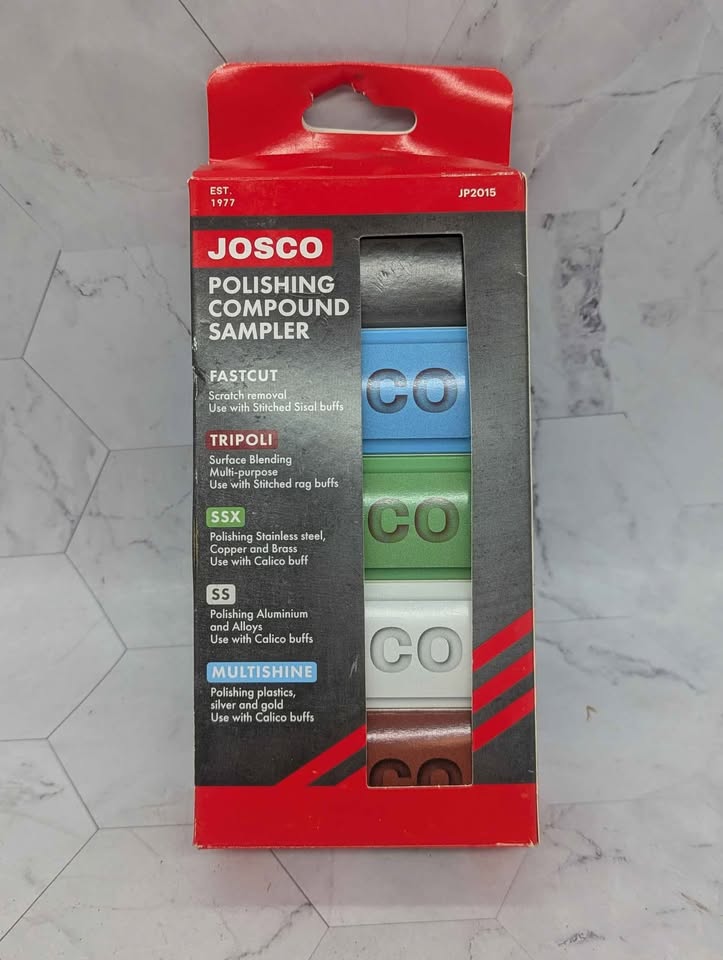 EST.
1977
JP2015
JOSCO
POLISHING
COMPOUND
SAMPLER
FASTCUT
Scratch removal
Use with Stitched Sisal buffs
TRIPOLI
Surface Blending
Multi-purpose
Use with Stitched rag buffs
SSX
Polishing Stainless steel,
Copper and Brass
Use with Calico buff
SS
Polishing Aluminium
and Alloys
Use with Calico buffs
MULTISHINE
Polishing plastics,
silver and gold
Use with Calico buffs
CO
CO
CO
CO